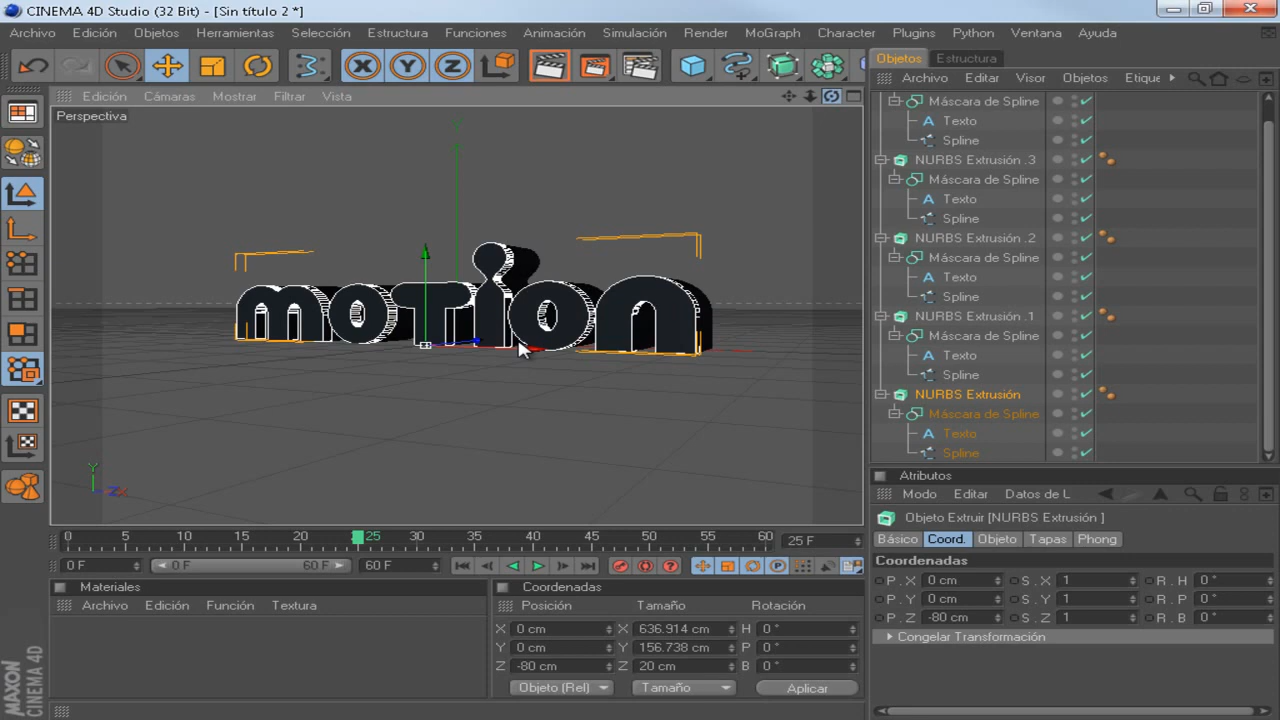 CINEMA 4D Studio (32 Bit) - [Sin título 2 *]
Archivo Edición Objetos Herramientas Selección Estructura Funciones Animación Simulación Render MoGraph Character Plugins Python Ventana Ayuda
Objetos Estructura
Archivo Editar Visor Objetos Etique
Edición Cámaras Mostrar Filtrar Vista
Perspectiva
Máscara de Spline
Texto
Spline
NURBS Extrusión .3
Máscara de Spline
Texto
Spline
NURBS Extrusión .2
Máscara de Spline
Texto
Spline
NURBS Extrusión .1
Máscara de Spline
Texto
Spline
NURBS Extrusión
Máscara de Spline
Texto
Spline
motion
Y
Z
X
0 5 10 15 20 25 30 35 40 45 50 55 60 25 F
0 F 0 F 60 F 60 F
Atributos
Modo Editar Datos de L
Objeto Extruir [NURBS Extrusión ]
Básico Coord. Objeto Tapas Phong
Coordenadas
P . X 0 cm S . X 1 R . H 0 °
P . Y 0 cm S . Y 1 R . P 0 °
P . Z -80 cm S . Z 1 R . B 0 °
Congelar Transformación
Materiales
Archivo Edición Función Textura
Coordenadas
Posición Tamaño Rotación
X 0 cm X 636.914 cm H 0 °
Y 0 cm Y 156.738 cm P 0 °
Z -80 cm Z 20 cm B 0 °
Objeto (Rel) Tamaño Aplicar
MAXON
CINEMA 4D